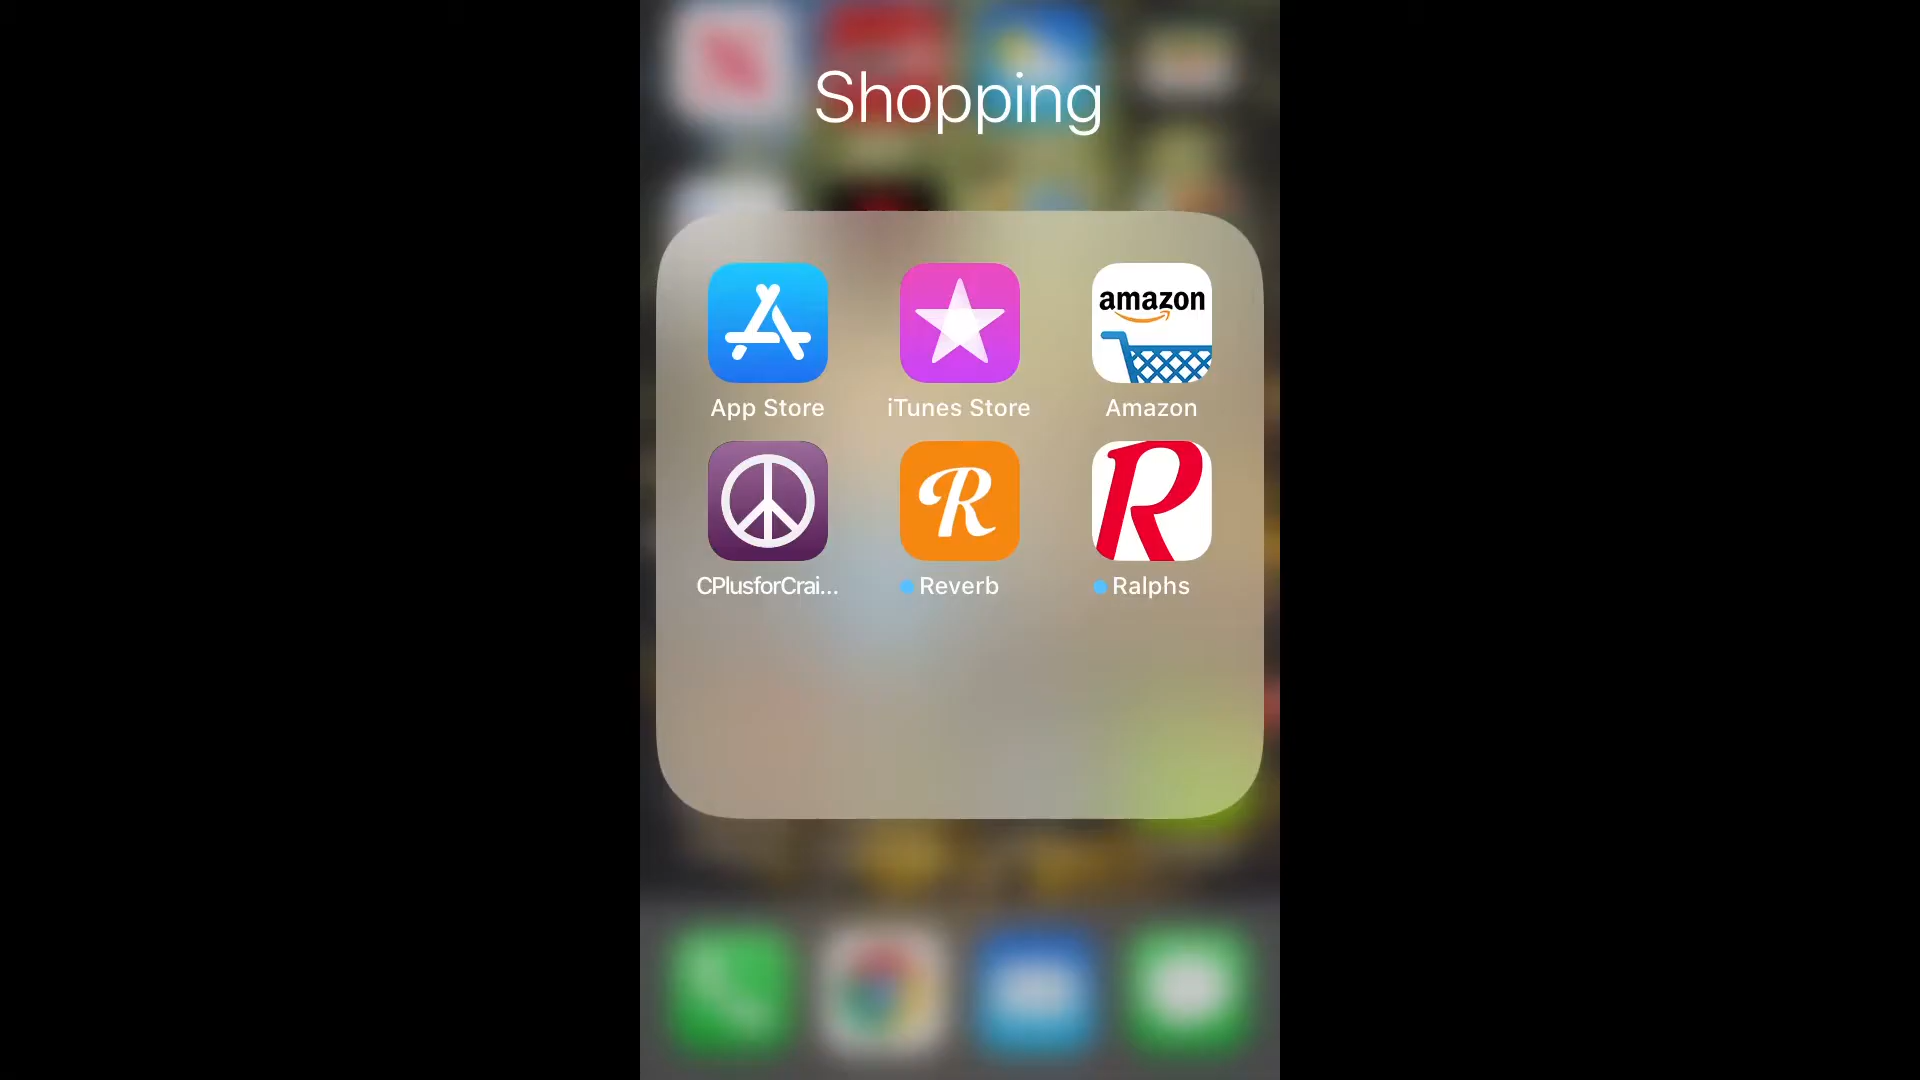 Shopping
amazon
App Store
iTunes Store
Amazon
R
R
CPlusforCrai...
Reverb
Ralphs